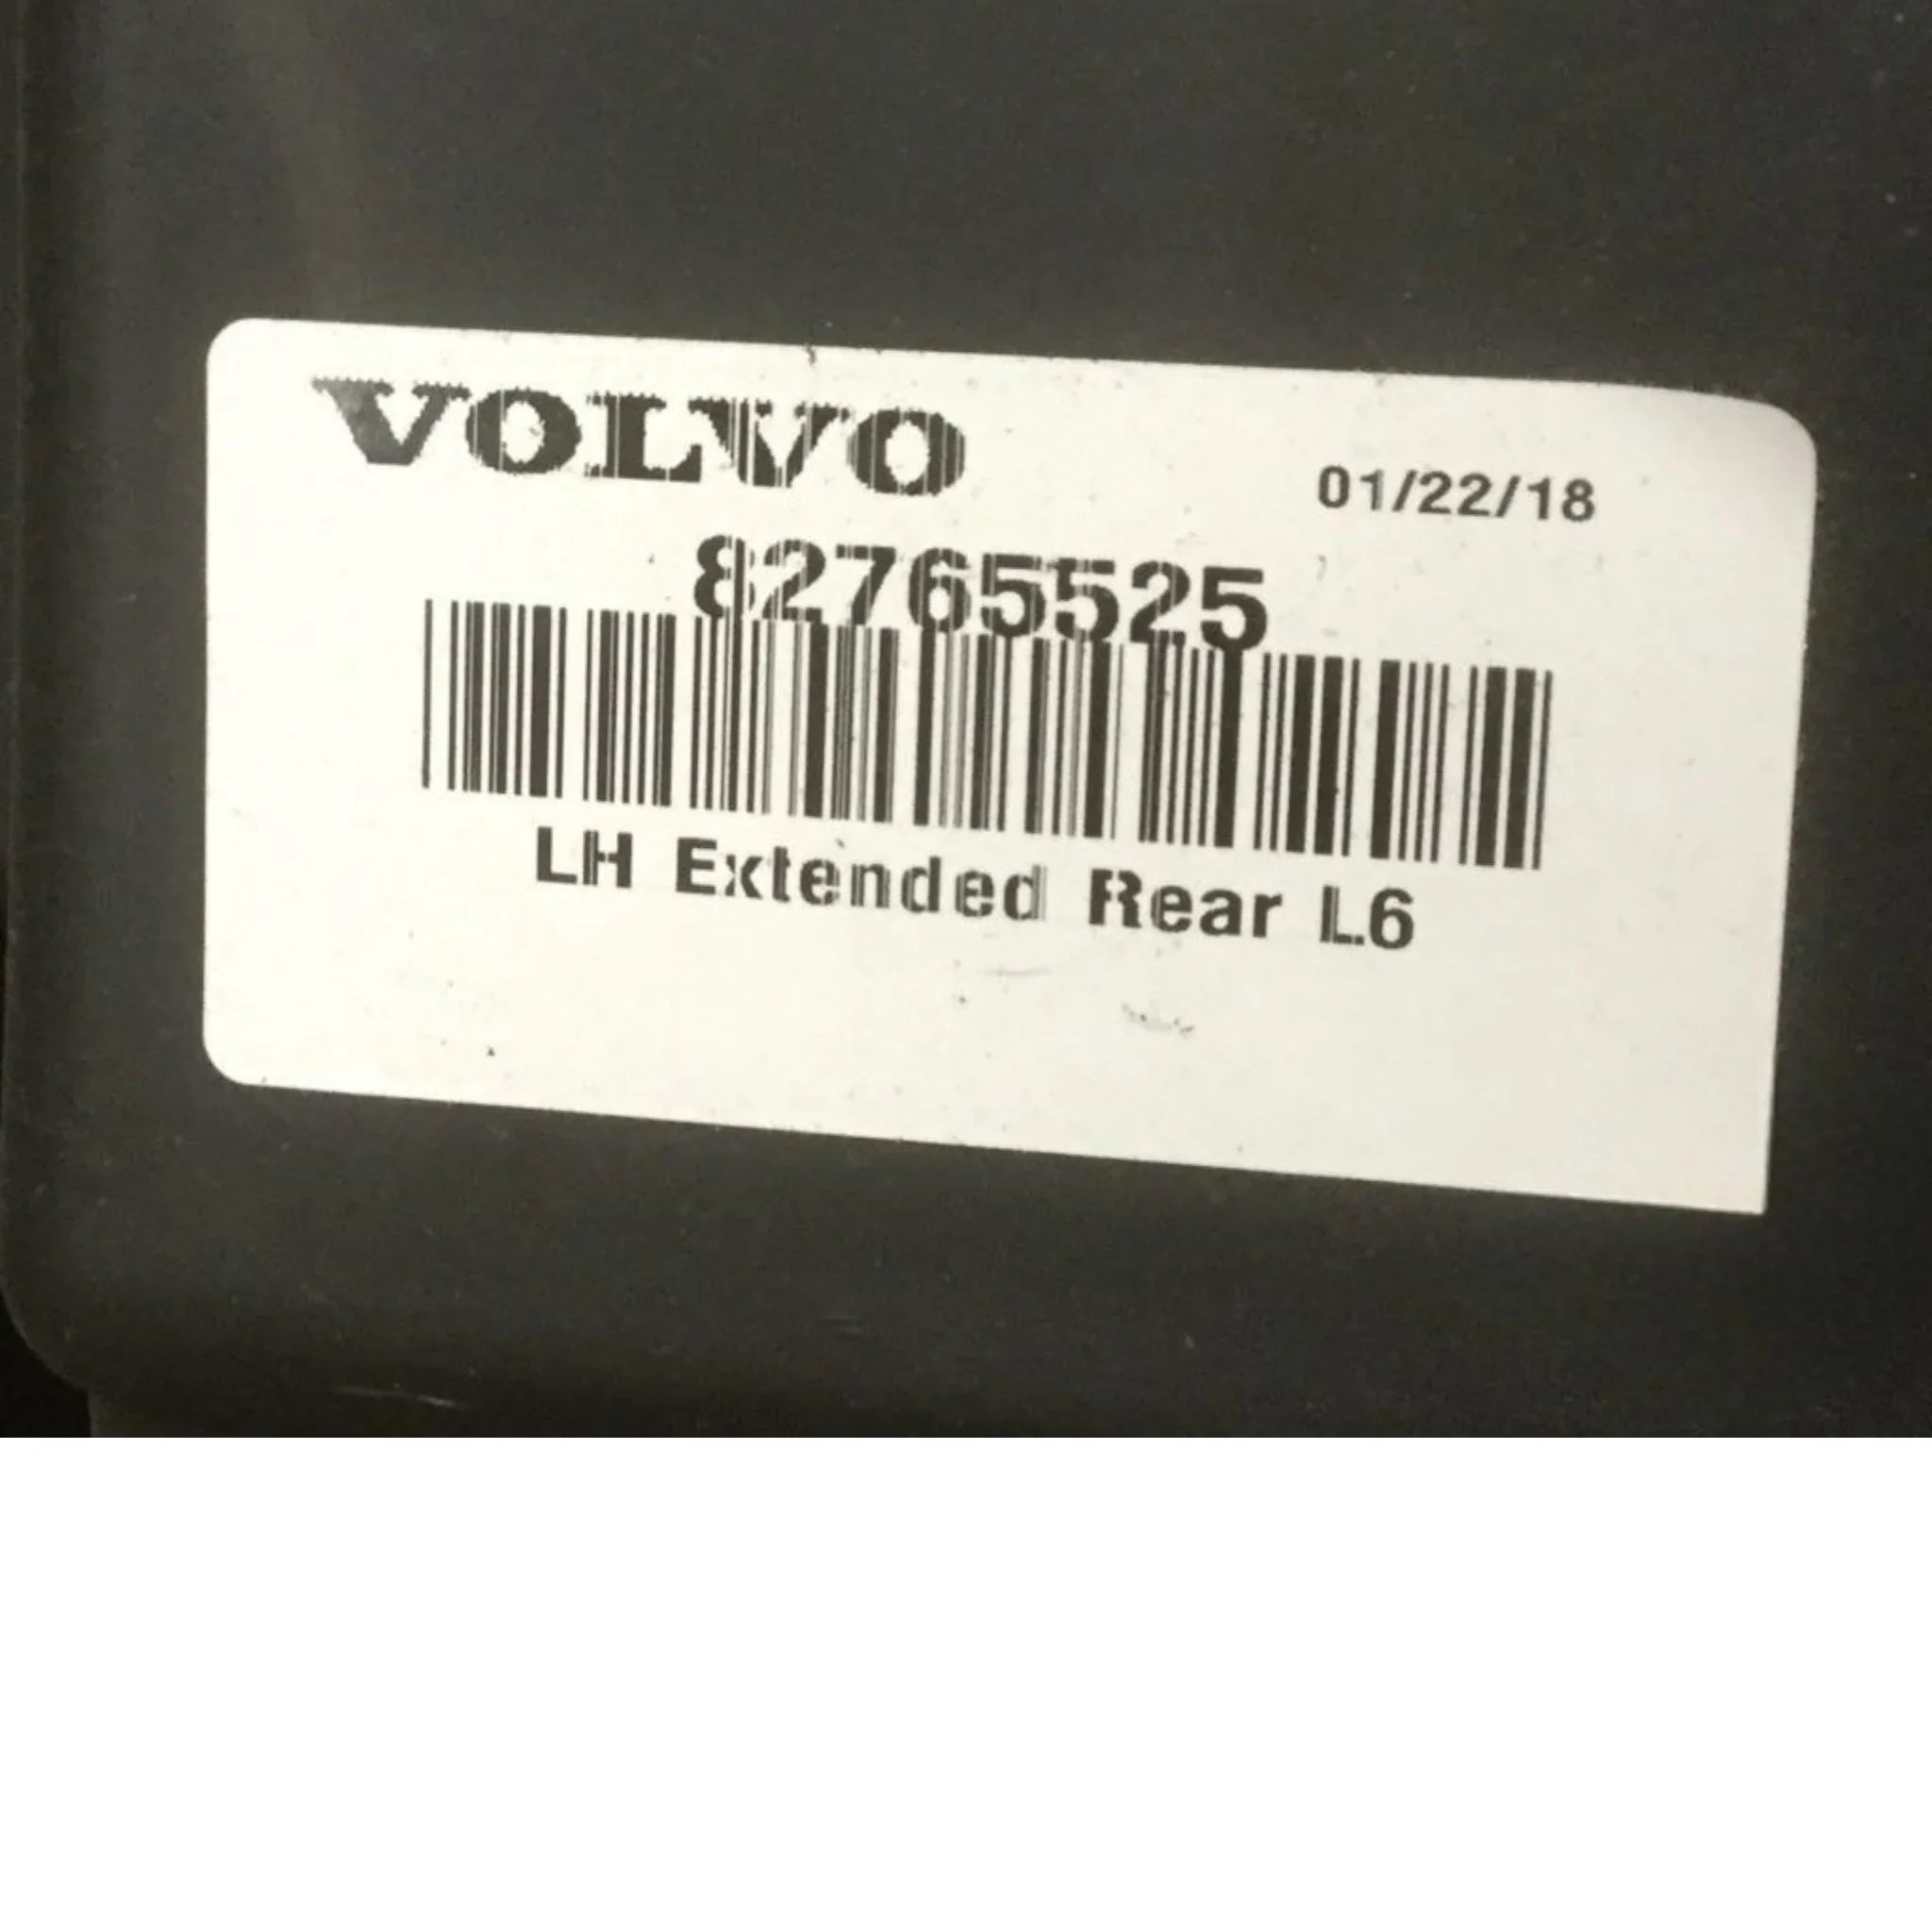 VOLVO
01/22/18
82765525
LH Extended Rear L6